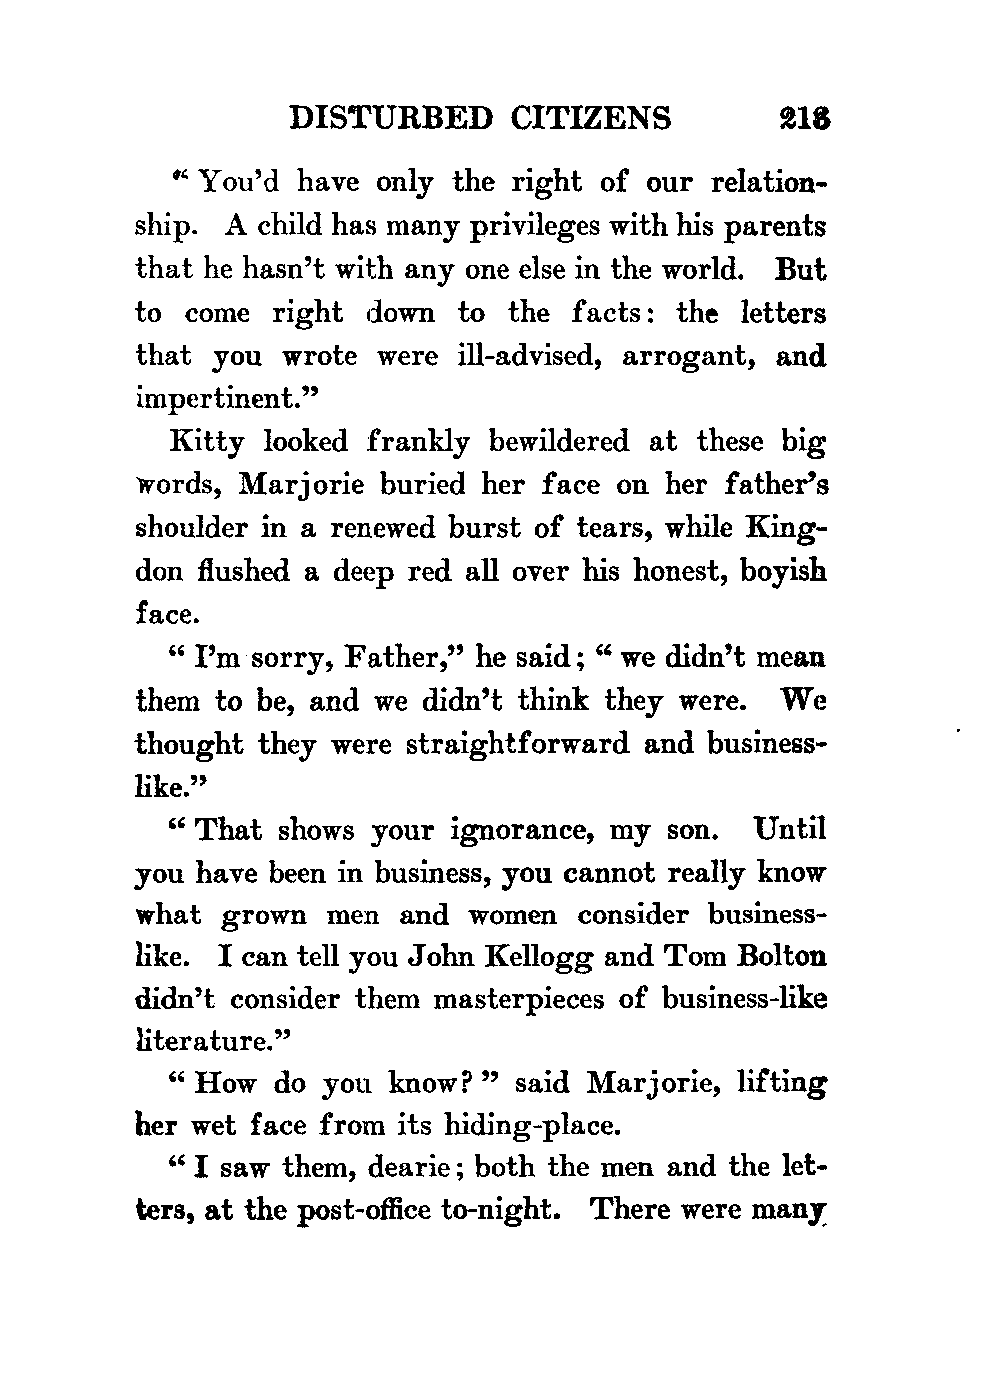 DISTURBED CITIZENS 213
“ You’d have only the right of our relation-
ship. A child has many privileges with his parents
that he hasn’t with any one else in the world. But
to come right down to the facts: the letters
that you wrote were ill-advised, arrogant, and
impertinent.”
Kitty looked frankly bewildered at these big
words, Marjorie buried her face on her father’s
shoulder in a renewed burst of tears, while King-
don flushed a deep red all over his honest, boyish
face.
“ I’m sorry, Father,” he said; “ we didn’t mean
them to be, and we didn’t think they were. We
thought they were straightforward and business-
like.”
“ That shows your ignorance, my son. Until
you have been in business, you cannot really know
what grown men and women consider business-
like. I can tell you John Kellogg and Tom Bolton
didn’t consider them masterpieces of business-like
literature.”
“ How do you know? ” said Marjorie, lifting
her wet face from its hiding-place.
“ I saw them, dearie; both the men and the let-
ters, at the post-office to-night. There were many